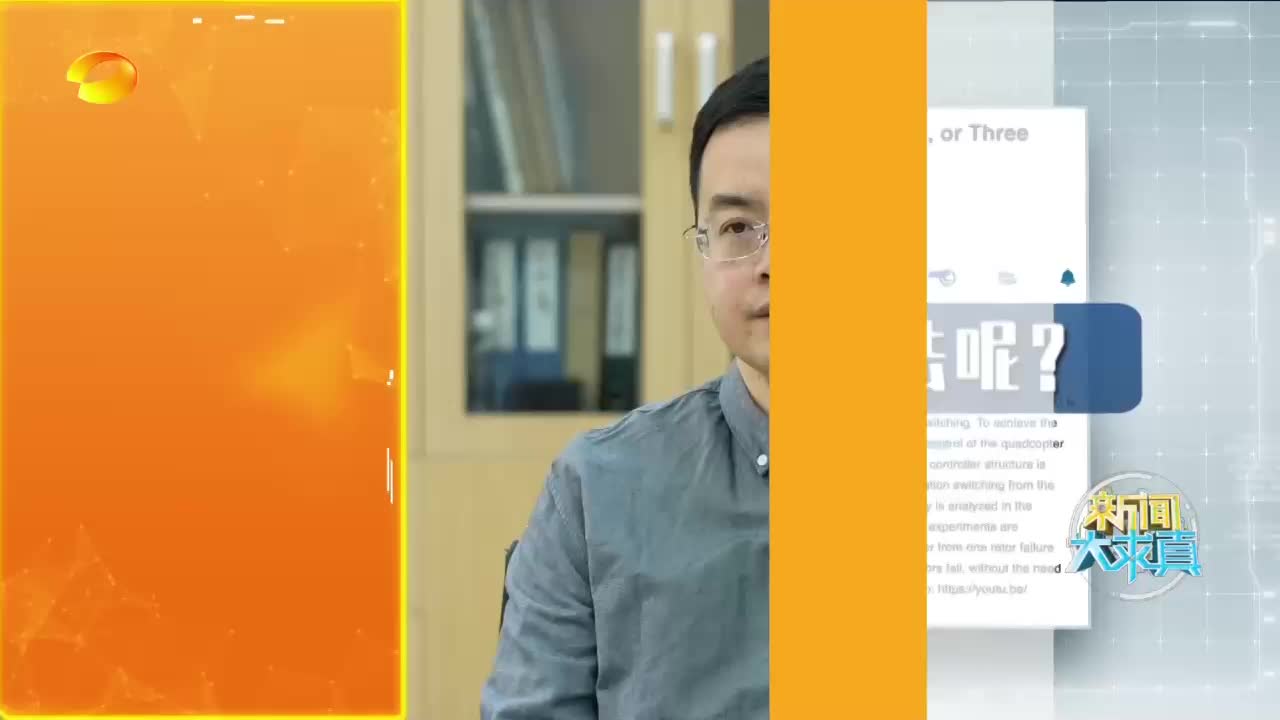 , or Three
呢?
switching. To achieve the
control of the quadcopter
controller structure is
switching from the
is analyzed in the
experiments are
from one rotor failure
fail, without the need
https://youtu.be/
新闻
大求真